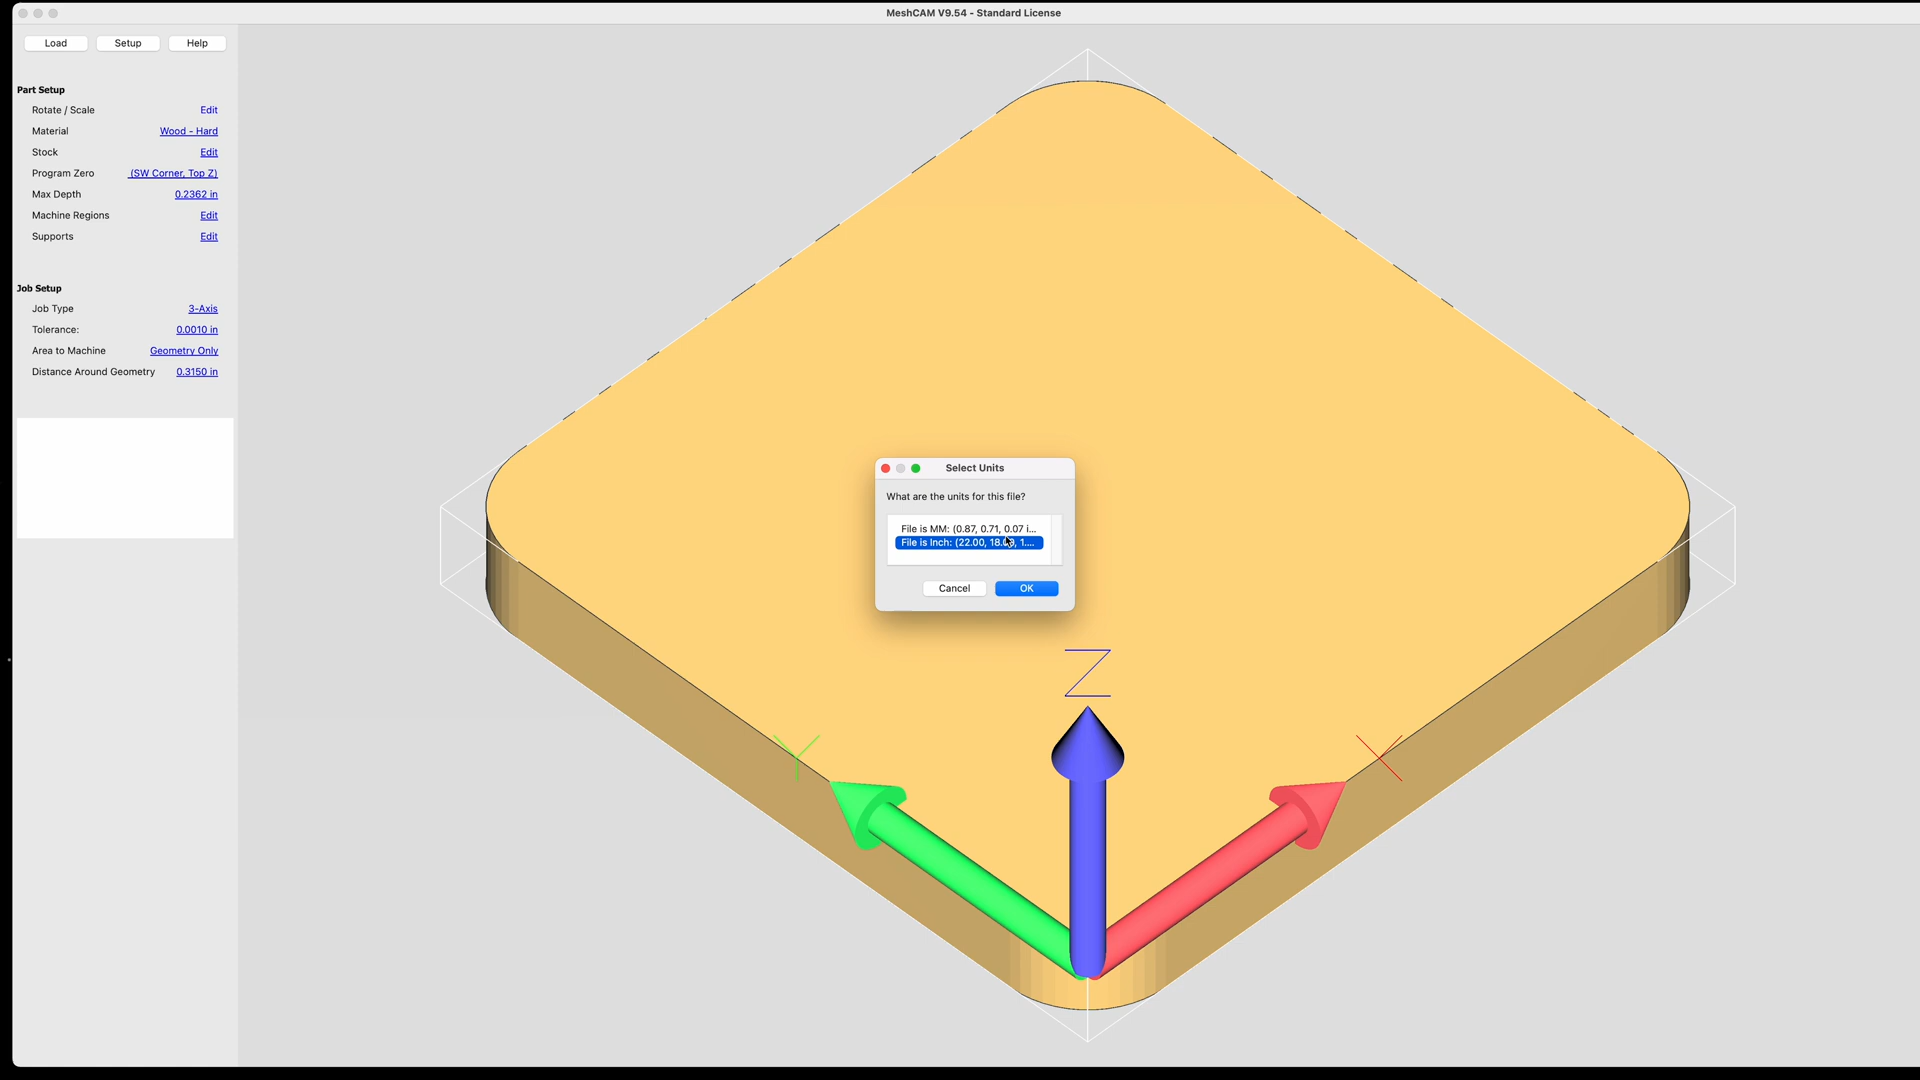 MeshCAM V9.54 - Standard License
Load Setup Help
Part Setup
Rotate / Scale Edit
Material Wood - Hard
Stock Edit
Program Zero (SW Corner, Top Z)
Max Depth 0.2362 in
Machine Regions Edit
Supports Edit
Job Setup
Job Type 3-Axis
Tolerance: 0.0010 in
Area to Machine Geometry Only
Distance Around Geometry 0.3150 in
Select Units
What are the units for this file?
File is MM: (0.87, 0.71, 0.07 i...
File is Inch: (22.00, 1...
Cancel OK
Z
Y X